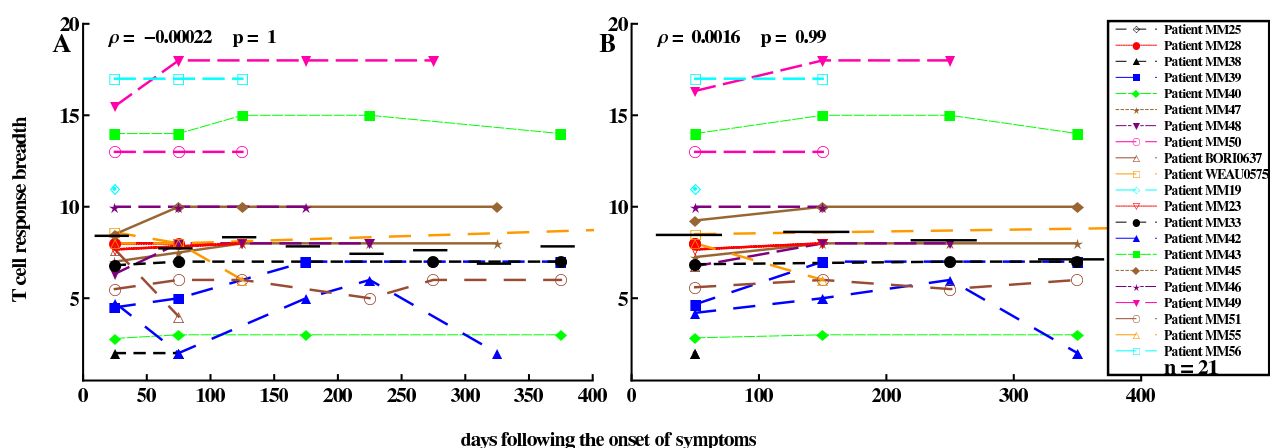 A
ρ = −0.00022 p = 1
B
ρ = 0.0016 p = 0.99
T cell response breadth
20
15
10
5
0 50 100 150 200 250 300 350 400
20
15
10
5
0 100 200 300 400
days following the onset of symptoms
Patient MM25
Patient MM28
Patient MM38
Patient MM39
Patient MM40
Patient MM47
Patient MM48
Patient MM50
Patient BORI0637
Patient WEAU0575
Patient MM19
Patient MM23
Patient MM33
Patient MM42
Patient MM43
Patient MM45
Patient MM46
Patient MM49
Patient MM51
Patient MM55
Patient MM56
n = 21